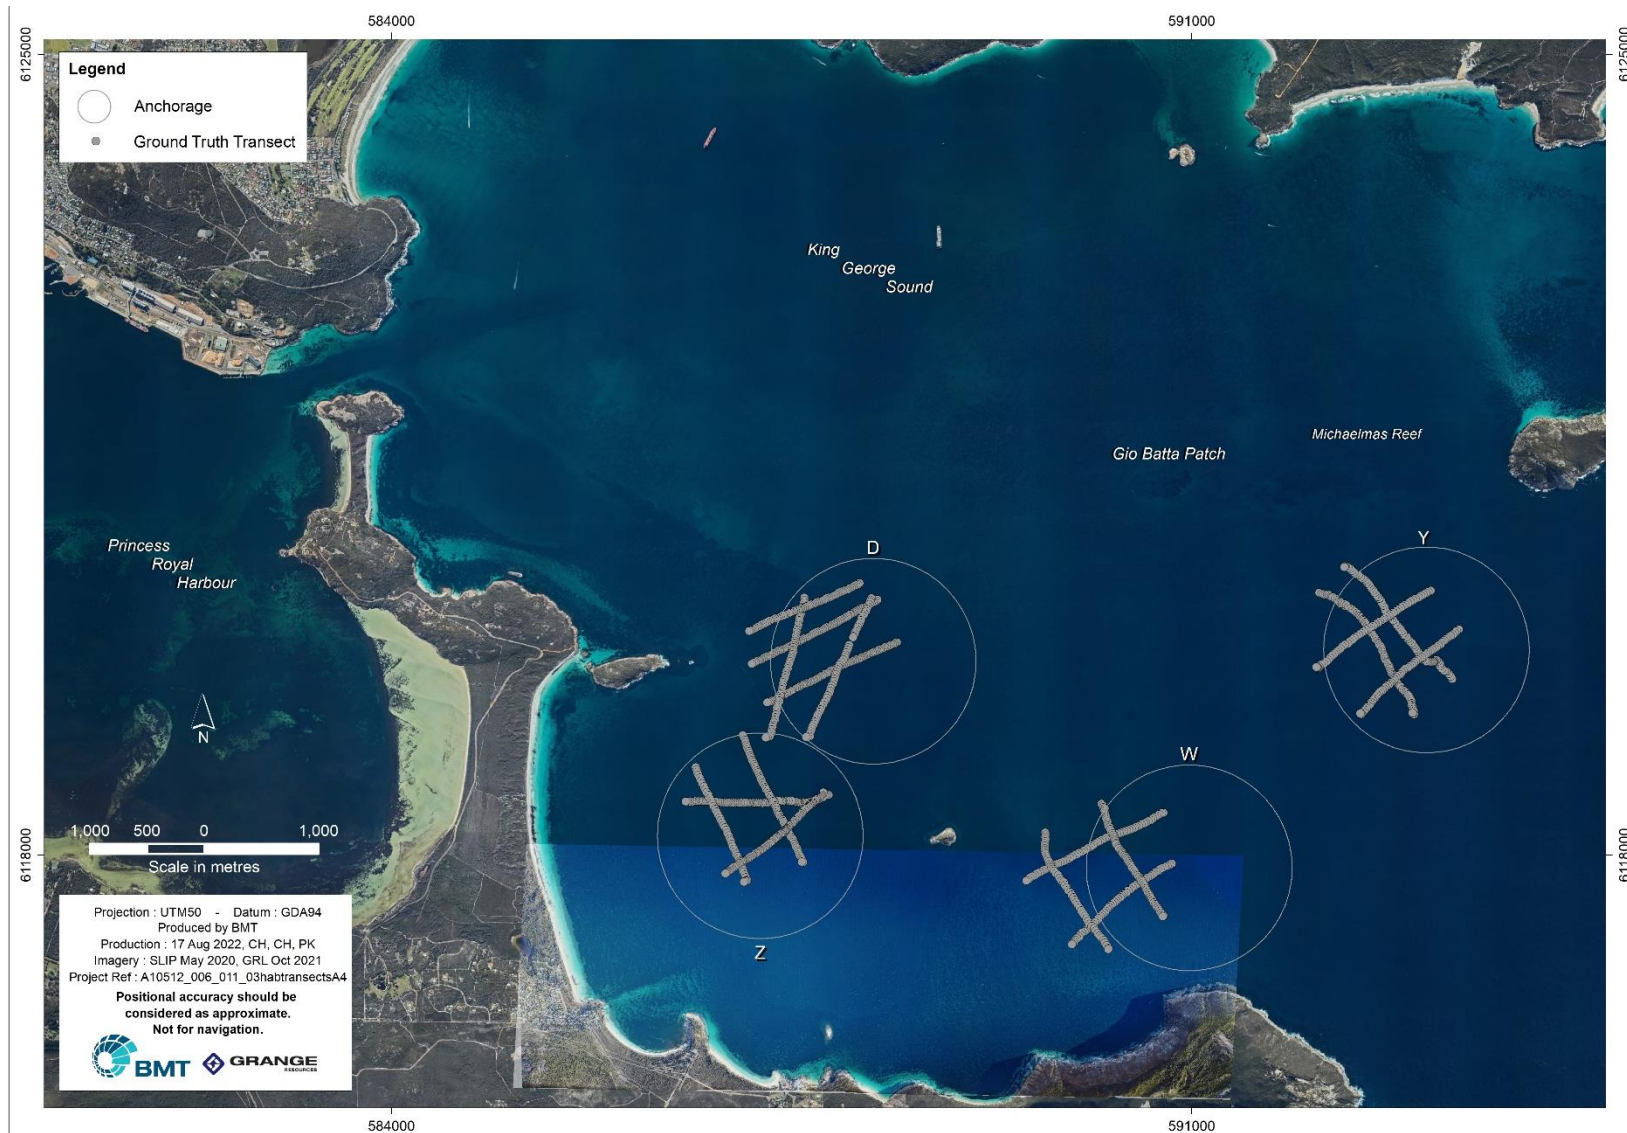 584000
591000
6125000
6125000
Legend
Anchorage
Ground Truth Transect
King
George
Sound
Michaelmas Reef
Gio Batta Patch
Princess
Royal
Harbour
D
Y
N
W
Z
1,000 500 0 1,000
Scale in metres
6118000
6118000
Projection : UTM50 - Datum : GDA94
Produced by BMT
Production : 17 Aug 2022, CH, CH, PK
Imagery : SLIP May 2020, GRL Oct 2021
Project Ref : A10512_006_011_03habtransectsA4
Positional accuracy should be
considered as approximate.
Not for navigation.
BMT
GRANGE
RESOURCES
584000
591000